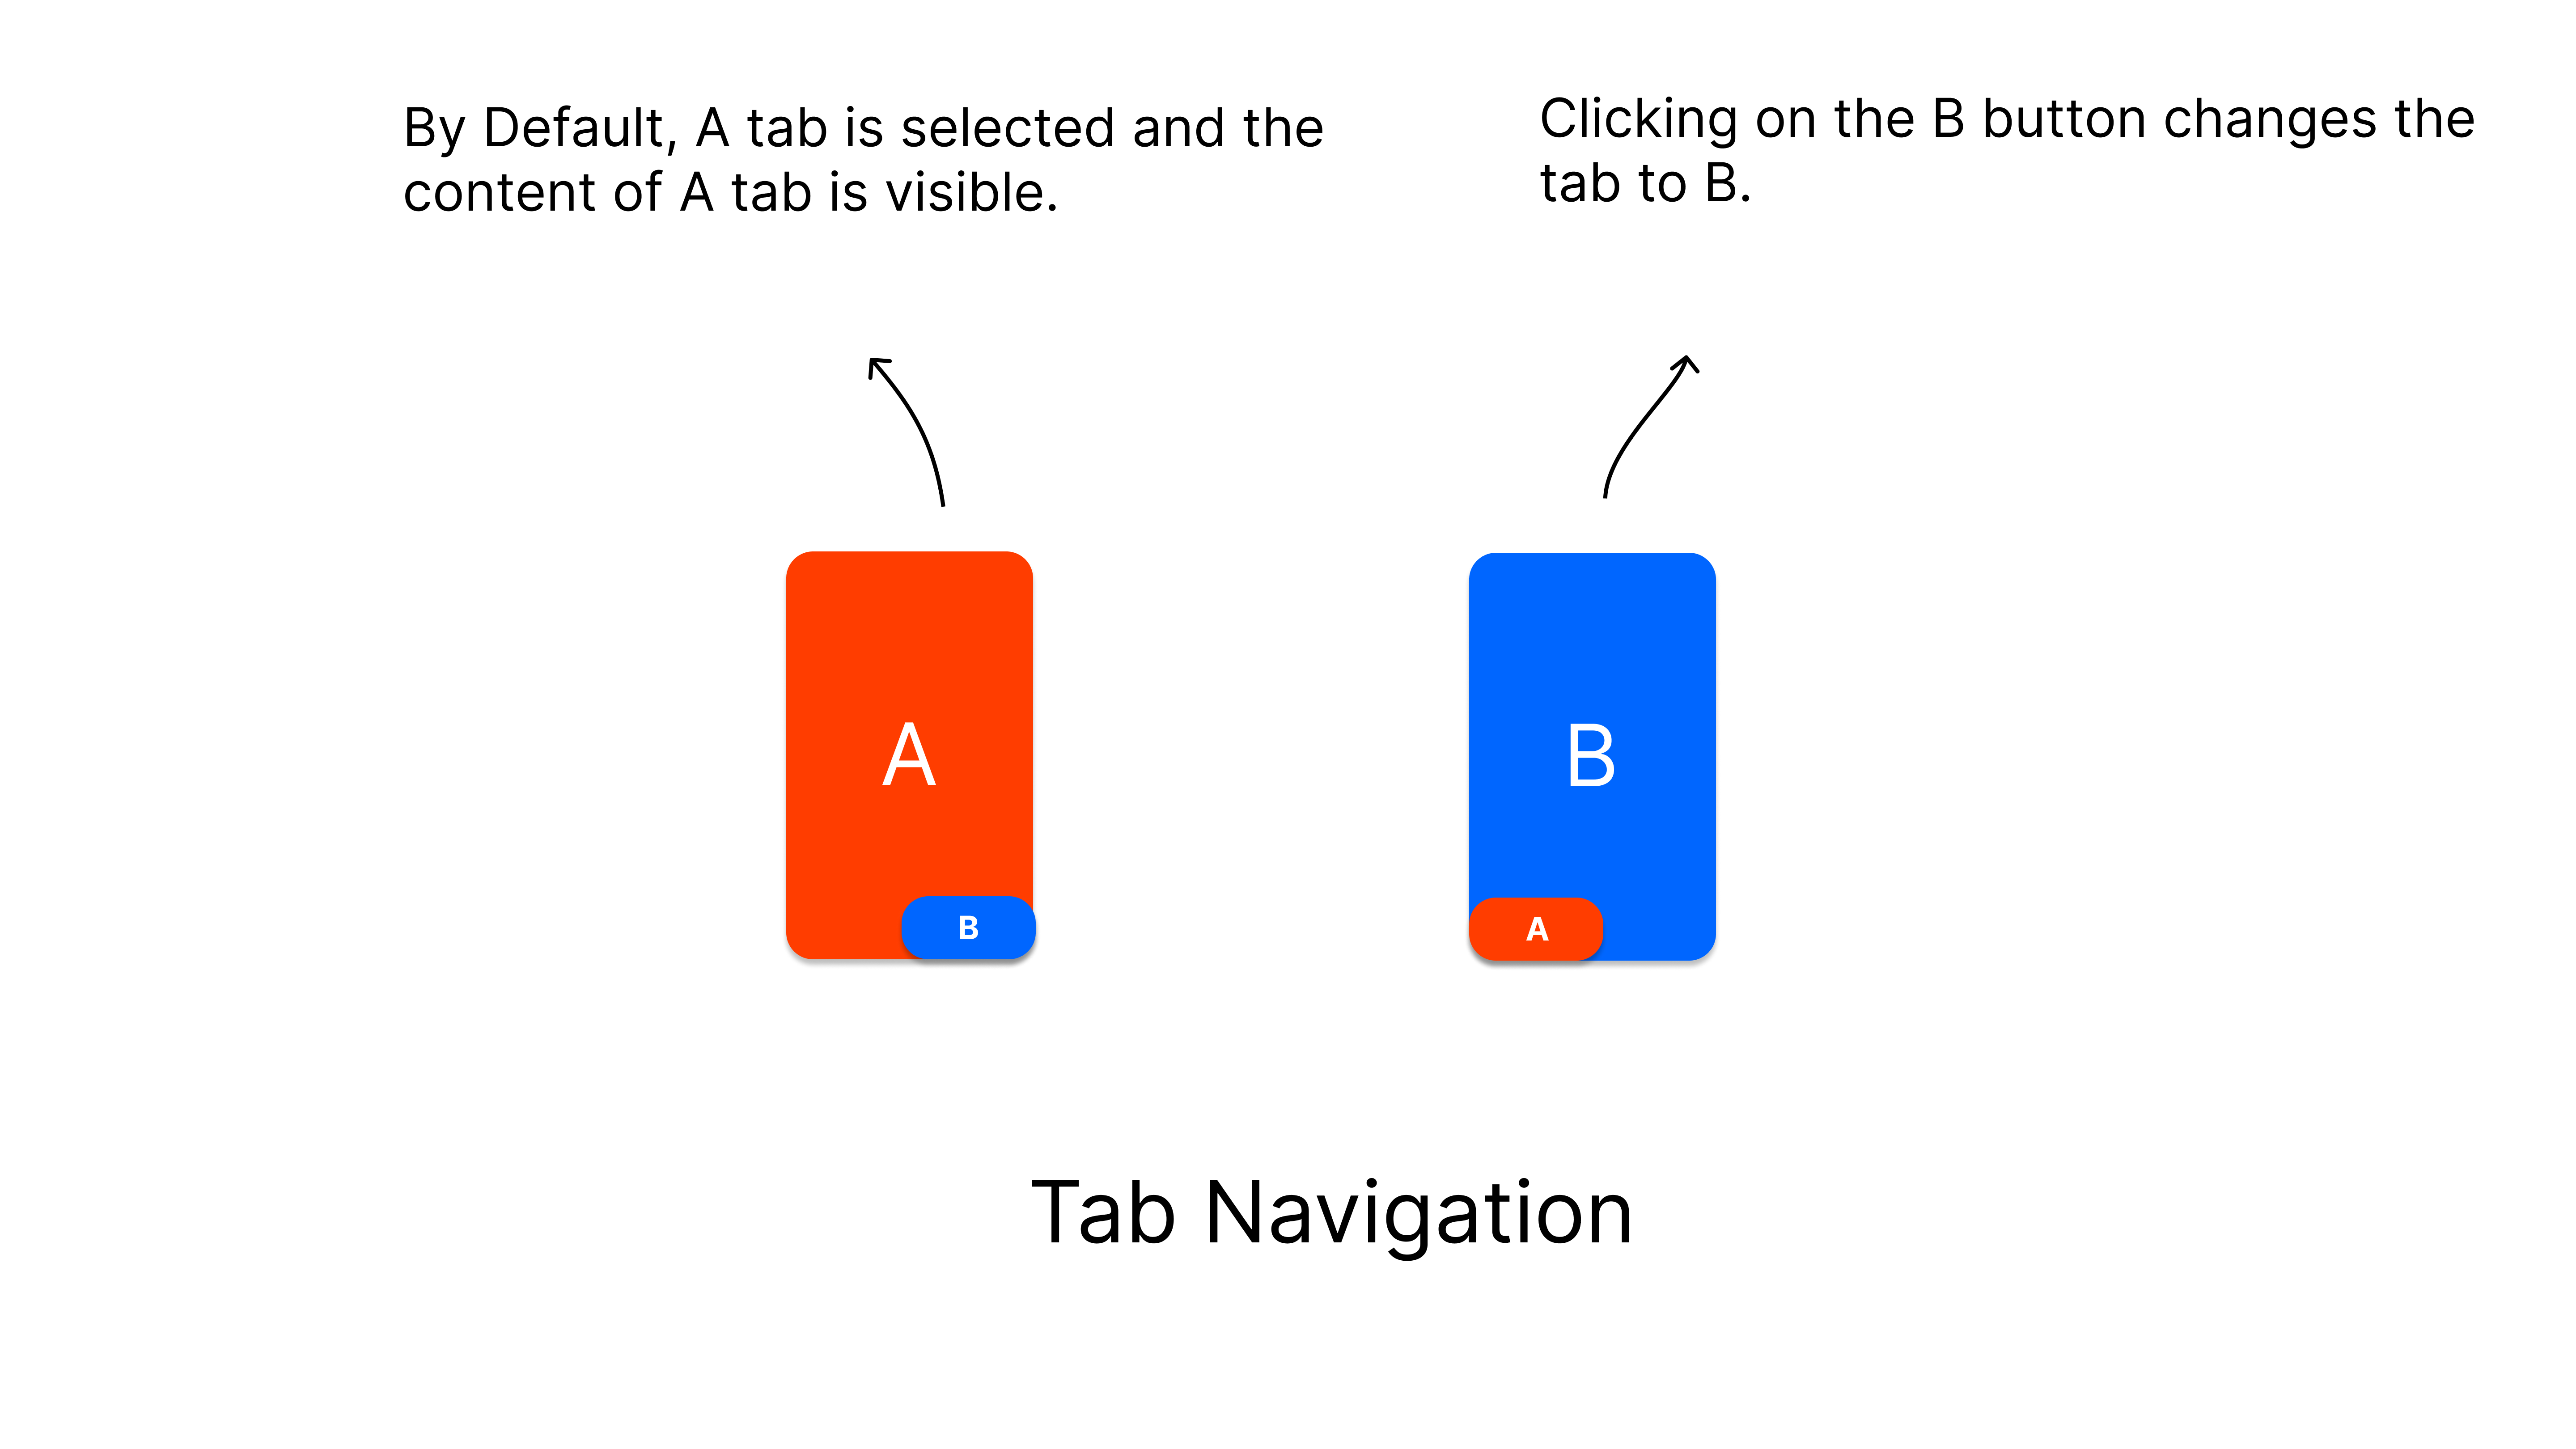 By Default, A tab is selected and the
content of A tab is visible.
Clicking on the B button changes the
tab to B.
A
B
B
A
Tab Navigation